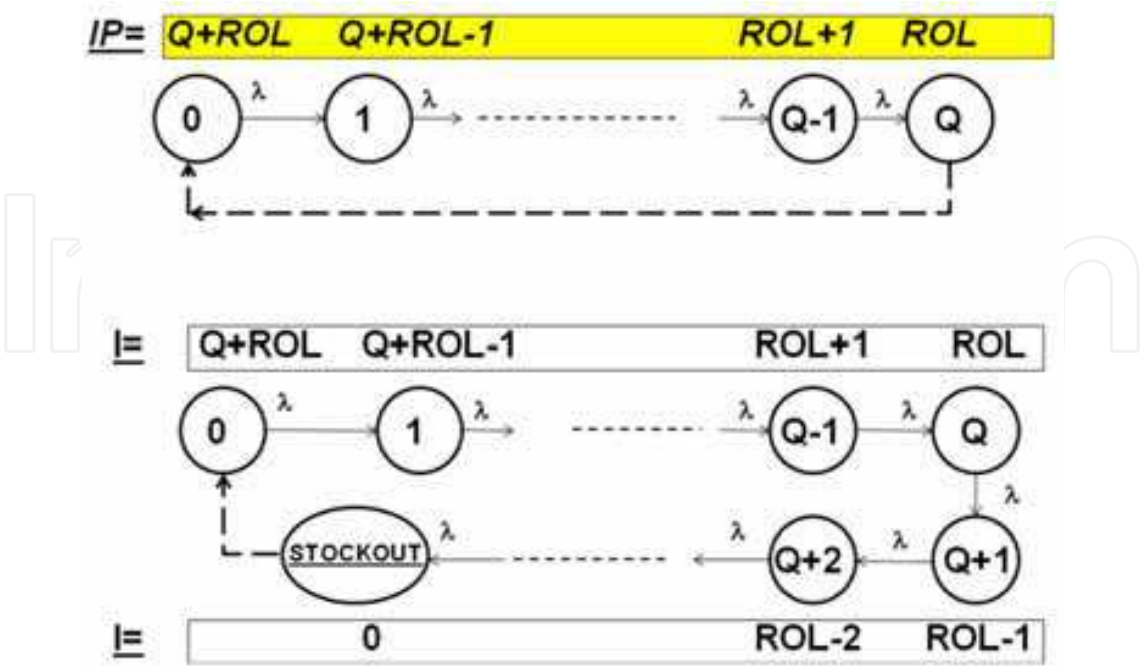 IP= Q+ROL Q+ROL-1 ROL+1 ROL
λ λ λ λ
0 1 Q-1 Q
I= Q+ROL Q+ROL-1 ROL+1 ROL
λ λ λ λ
0 1 Q-1 Q
λ
λ λ λ
STOCKOUT Q+2 Q+1
I= 0 ROL-2 ROL-1